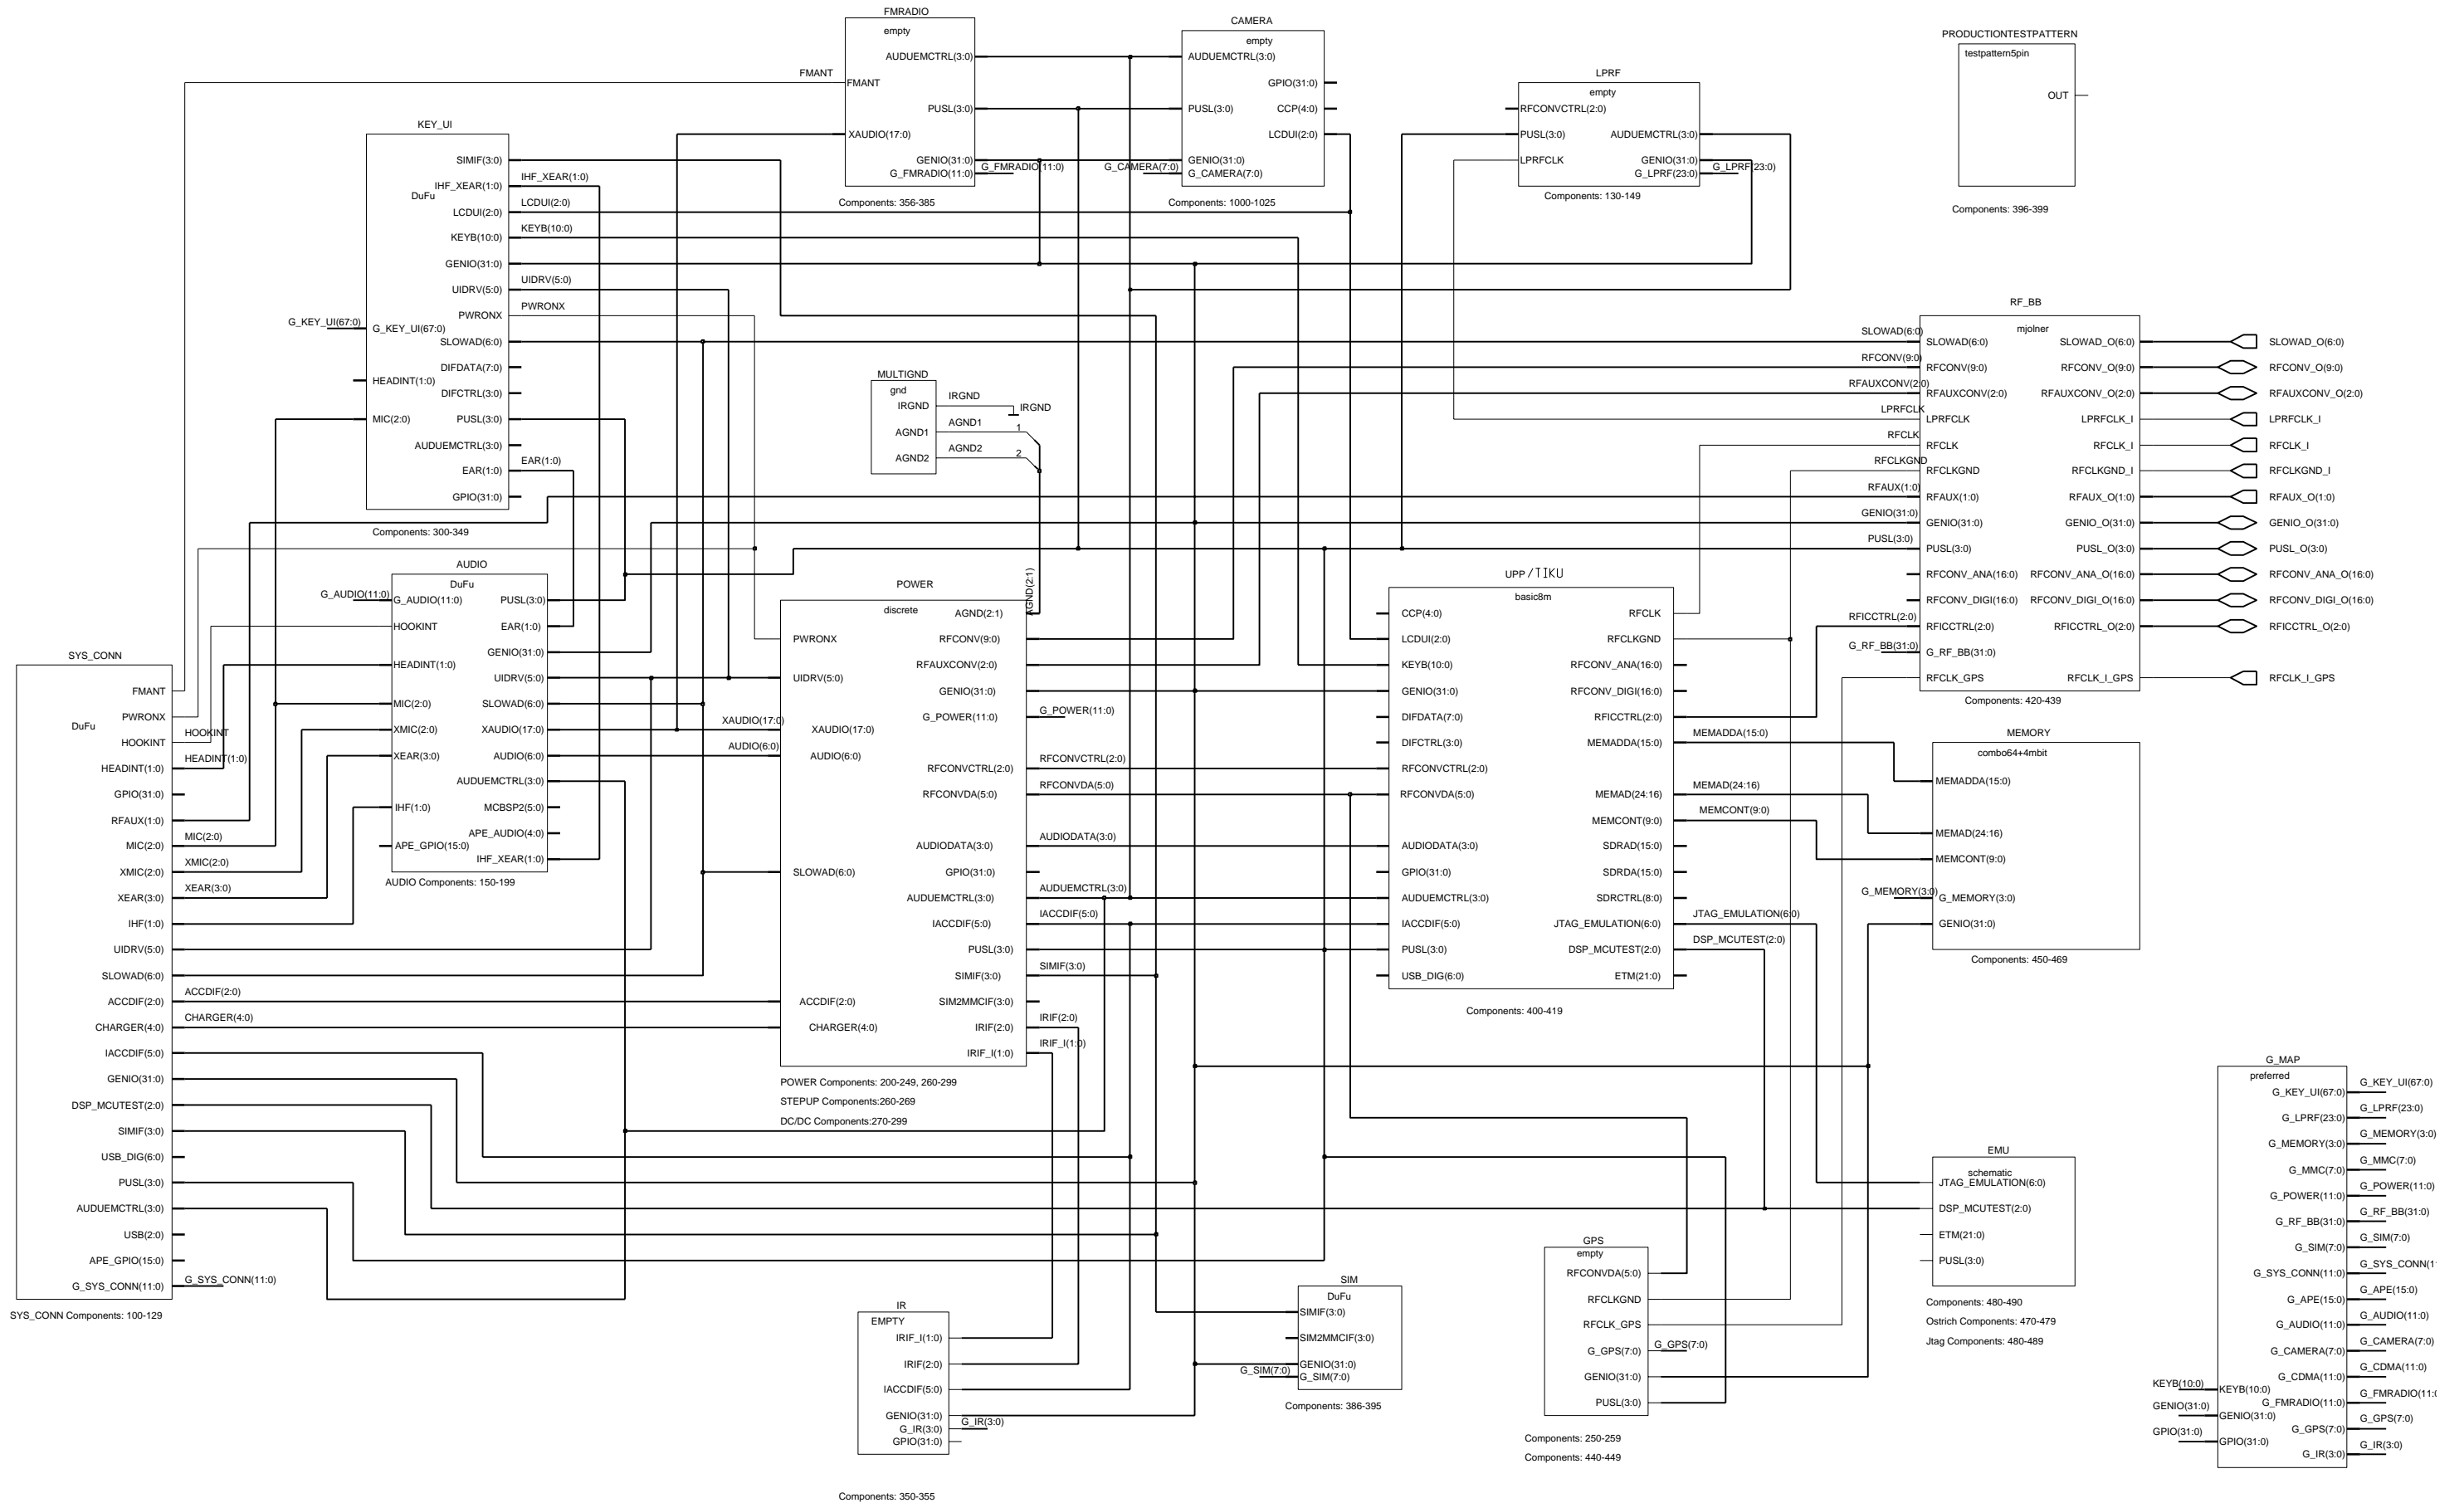 FMRADIO
empty
AUDUEMCTRL(3:0)
FMANT
FMANT
PUSL(3:0)
XAUDIO(17:0)
GENIO(31:0)
G_FMRADIO(11:0)
G_FMRADIO(11:0)
Components: 356-385
CAMERA
empty
AUDUEMCTRL(3:0)
GPIO(31:0)
PUSL(3:0)
CCP(4:0)
LCDUI(2:0)
GENIO(31:0)
G_CAMERA(7:0)
G_CAMERA(7:0)
Components: 1000-1025
LPRF
empty
RFCONVCTRL(2:0)
PUSL(3:0)
AUDUEMCTRL(3:0)
LPRFCLK
GENIO(31:0)
G_LPRF(23:0)
G_LPRF(23:0)
Components: 130-149
PRODUCTIONTESTPATTERN
testpattern5pin
OUT
Components: 396-399
KEY_UI
SIMIF(3:0)
IHF_XEAR(1:0)
IHF_XEAR(1:0)
DuFu
LCDUI(2:0)
LCDUI(2:0)
KEYB(10:0)
KEYB(10:0)
GENIO(31:0)
UIDRV(5:0)
UIDRV(5:0)
PWRONX
PWRONX
G_KEY_UI(67:0)
G_KEY_UI(67:0)
SLOWAD(6:0)
DIFDATA(7:0)
HEADINT(1:0)
DIFCTRL(3:0)
MIC(2:0)
PUSL(3:0)
AUDUEMCTRL(3:0)
EAR(1:0)
EAR(1:0)
GPIO(31:0)
Components: 300-349
MULTIGND
gnd
IRGND
IRGND
IRGND
AGND1
AGND1
1
AGND2
AGND2
2
RF_BB
mjolner
SLOWAD(6:0)
SLOWAD(6:0)
SLOWAD_O(6:0)
SLOWAD_O(6:0)
RFCONV(9:0)
RFCONV(9:0)
RFCONV_O(9:0)
RFCONV_O(9:0)
RFAUXCONV(2:0)
RFAUXCONV(2:0)
RFAUXCONV_O(2:0)
RFAUXCONV_O(2:0)
LPRFCLK
LPRFCLK
LPRFCLK_I
LPRFCLK_I
RFCLK
RFCLK
RFCLK_I
RFCLK_I
RFCLKGND
RFCLKGND
RFCLKGND_I
RFCLKGND_I
RFAUX(1:0)
RFAUX(1:0)
RFAUX_O(1:0)
RFAUX_O(1:0)
GENIO(31:0)
GENIO(31:0)
GENIO_O(31:0)
GENIO_O(31:0)
PUSL(3:0)
PUSL(3:0)
PUSL_O(3:0)
PUSL_O(3:0)
RFCONV_ANA(16:0)
RFCONV_ANA_O(16:0)
RFCONV_ANA_O(16:0)
RFCONV_DIGI(16:0)
RFCONV_DIGI_O(16:0)
RFCONV_DIGI_O(16:0)
RFICCTRL(2:0)
RFICCTRL(2:0)
RFICCTRL_O(2:0)
RFICCTRL_O(2:0)
G_RF_BB(31:0)
G_RF_BB(31:0)
RFCLK_GPS
RFCLK_I_GPS
RFCLK_I_GPS
Components: 420-439
AUDIO
DuFu
G_AUDIO(11:0)
G_AUDIO(11:0)
PUSL(3:0)
HOOKINT
EAR(1:0)
GENIO(31:0)
HEADINT(1:0)
UIDRV(5:0)
MIC(2:0)
SLOWAD(6:0)
XMIC(2:0)
XAUDIO(17:0)
XEAR(3:0)
AUDIO(6:0)
AUDUEMCTRL(3:0)
IHF(1:0)
MCBSP2(5:0)
APE_AUDIO(4:0)
APE_GPIO(15:0)
IHF_XEAR(1:0)
AUDIO Components: 150-199
POWER
discrete
AGND(2:1)
AGND(2:1)
PWRONX
RFCONV(9:0)
RFAUXCONV(2:0)
UIDRV(5:0)
GENIO(31:0)
G_POWER(11:0)
G_POWER(11:0)
XAUDIO(17:0)
XAUDIO(17:0)
AUDIO(6:0)
AUDIO(6:0)
RFCONVCTRL(2:0)
RFCONVCTRL(2:0)
RFCONVDA(5:0)
RFCONVDA(5:0)
AUDIODATA(3:0)
AUDIODATA(3:0)
SLOWAD(6:0)
GPIO(31:0)
AUDUEMCTRL(3:0)
AUDUEMCTRL(3:0)
IACCDIF(5:0)
IACCDIF(5:0)
PUSL(3:0)
SIMIF(3:0)
SIMIF(3:0)
ACCDIF(2:0)
SIM2MMCIF(3:0)
CHARGER(4:0)
IRIF(2:0)
IRIF(2:0)
IRIF_I(1:0)
IRIF_I(1:0)
POWER Components: 200-249, 260-299
STEPUP Components:260-269
DC/DC Components:270-299
UPP /TIKU
basic8m
CCP(4:0)
RFCLK
LCDUI(2:0)
RFCLKGND
KEYB(10:0)
RFCONV_ANA(16:0)
GENIO(31:0)
RFCONV_DIGI(16:0)
DIFDATA(7:0)
RFICCTRL(2:0)
DIFCTRL(3:0)
MEMADDA(15:0)
MEMADDA(15:0)
RFCONVCTRL(2:0)
RFCONVDA(5:0)
MEMAD(24:16)
MEMAD(24:16)
MEMCONT(9:0)
MEMCONT(9:0)
AUDIODATA(3:0)
SDRAD(15:0)
GPIO(31:0)
SDRDA(15:0)
AUDUEMCTRL(3:0)
SDRCTRL(8:0)
IACCDIF(5:0)
JTAG_EMULATION(6:0)
JTAG_EMULATION(6:0)
PUSL(3:0)
DSP_MCUTEST(2:0)
DSP_MCUTEST(2:0)
USB_DIG(6:0)
ETM(21:0)
Components: 400-419
MEMORY
combo64+4mbit
MEMADDA(15:0)
MEMAD(24:16)
MEMCONT(9:0)
G_MEMORY(3:0)
G_MEMORY(3:0)
GENIO(31:0)
Components: 450-469
SYS_CONN
FMANT
PWRONX
DuFu
HOOKINT
HOOKINT
HEADINT(1:0)
HEADINT(1:0)
GPIO(31:0)
RFAUX(1:0)
MIC(2:0)
MIC(2:0)
XMIC(2:0)
XMIC(2:0)
XEAR(3:0)
XEAR(3:0)
IHF(1:0)
UIDRV(5:0)
SLOWAD(6:0)
ACCDIF(2:0)
ACCDIF(2:0)
CHARGER(4:0)
CHARGER(4:0)
IACCDIF(5:0)
GENIO(31:0)
DSP_MCUTEST(2:0)
SIMIF(3:0)
USB_DIG(6:0)
PUSL(3:0)
AUDUEMCTRL(3:0)
USB(2:0)
APE_GPIO(15:0)
G_SYS_CONN(11:0)
G_SYS_CONN(11:0)
SYS_CONN Components: 100-129
IR
EMPTY
IRIF_I(1:0)
IRIF(2:0)
IACCDIF(5:0)
GENIO(31:0)
G_IR(3:0)
G_IR(3:0)
GPIO(31:0)
Components: 350-355
SIM
DuFu
SIMIF(3:0)
SIM2MMCIF(3:0)
GENIO(31:0)
G_SIM(7:0)
G_SIM(7:0)
Components: 386-395
GPS
empty
RFCONVDA(5:0)
RFCLKGND
RFCLK_GPS
G_GPS(7:0)
G_GPS(7:0)
GENIO(31:0)
PUSL(3:0)
Components: 250-259
Components: 440-449
EMU
schematic
JTAG_EMULATION(6:0)
DSP_MCUTEST(2:0)
ETM(21:0)
PUSL(3:0)
Components: 480-490
Ostrich Components: 470-479
Jtag Components: 480-489
G_MAP
preferred
G_KEY_UI(67:0)
G_KEY_UI(67:0)
G_LPRF(23:0)
G_LPRF(23:0)
G_MEMORY(3:0)
G_MEMORY(3:0)
G_MMC(7:0)
G_MMC(7:0)
G_POWER(11:0)
G_POWER(11:0)
G_RF_BB(31:0)
G_RF_BB(31:0)
G_SIM(7:0)
G_SIM(7:0)
G_SYS_CONN(11:0)
G_SYS_CONN(1
G_APE(15:0)
G_APE(15:0)
G_AUDIO(11:0)
G_AUDIO(11:0)
G_CAMERA(7:0)
G_CAMERA(7:0)
G_CDMA(11:0)
G_CDMA(11:0)
KEYB(10:0)
KEYB(10:0)
G_FMRADIO(11:0)
G_FMRADIO(11:0
GENIO(31:0)
GENIO(31:0)
G_GPS(7:0)
G_GPS(7:0)
GPIO(31:0)
GPIO(31:0)
G_IR(3:0)
G_IR(3:0)